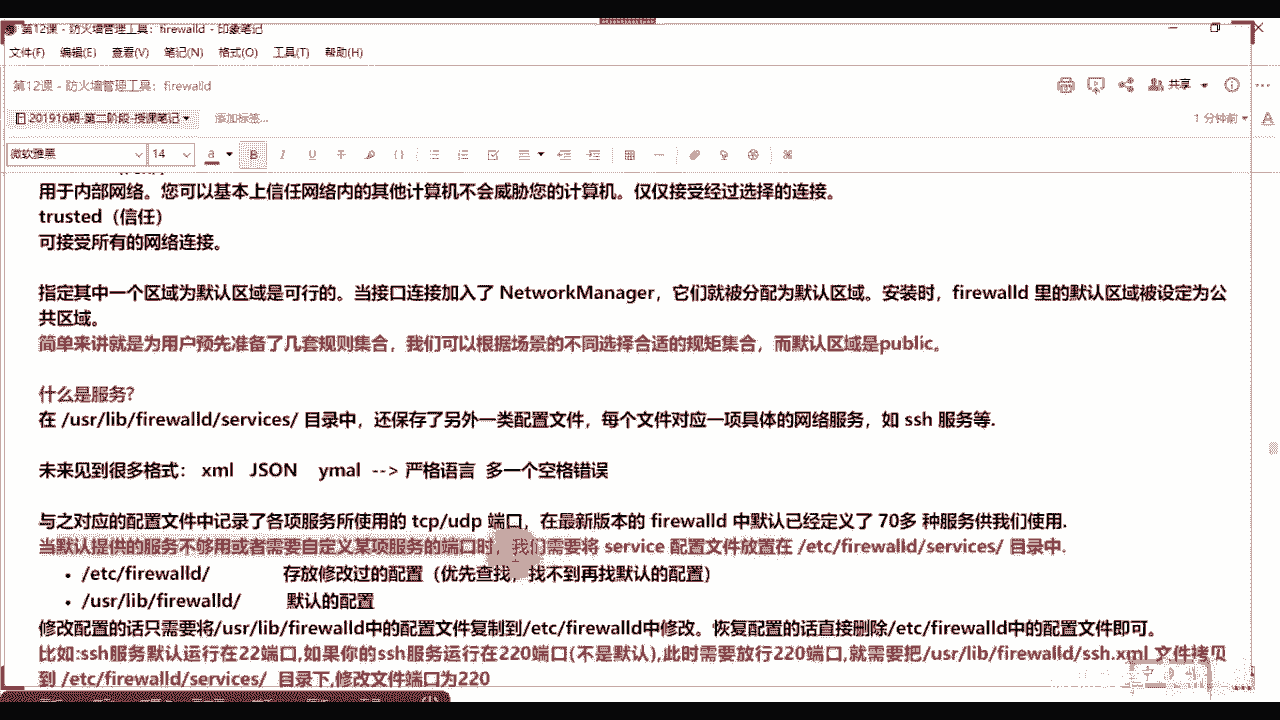 第12课 - 防火墙管理工具：firewalld - 印象笔记
文件(F) 编辑(E) 查看(V) 笔记(N) 格式(O) 工具(T) 帮助(H)
第12课 - 防火墙管理工具：firewalld
共享
201916期-第二阶段-授课笔记
添加标签...
1 分钟前
微软雅黑 14
用于内部网络。您可以基本上信任网络内的其他计算机不会威胁您的计算机。仅仅接受经过选择的连接。
trusted（信任）
可接受所有的网络连接。
指定其中一个区域为默认区域是可行的。当接口连接加入了 NetworkManager，它们就被分配为默认区域。安装时，firewalld 里的默认区域被设定为公
共区域。
简单来讲就是为用户预先准备了几套规则集合，我们可以根据场景的不同选择合适的规矩集合，而默认区域是public。
什么是服务?
在 /usr/lib/firewalld/services/ 目录中，还保存了另外一类配置文件，每个文件对应一项具体的网络服务，如 ssh 服务等.
未来见到很多格式： xml JSON ymal --> 严格语言 多一个空格错误
与之对应的配置文件中记录了各项服务所使用的 tcp/udp 端口，在最新版本的 firewalld 中默认已经定义了 70多 种服务供我们使用.
当默认提供的服务不够用或者需要自定义某项服务的端口时，我们需要将 service 配置文件放置在 /etc/firewalld/services/ 目录中.
• /etc/firewalld/ 存放修改过的配置（优先查找，找不到再找默认的配置）
• /usr/lib/firewalld/ 默认的配置
修改配置的话只需要将/usr/lib/firewalld中的配置文件复制到/etc/firewalld中修改。恢复配置的话直接删除/etc/firewalld中的配置文件即可。
比如:ssh服务默认运行在22端口,如果你的ssh服务运行在220端口(不是默认),此时需要放行220端口,就需要把/usr/lib/firewalld/ssh.xml 文件拷贝
到 /etc/firewalld/services/ 目录下,修改文件端口为220